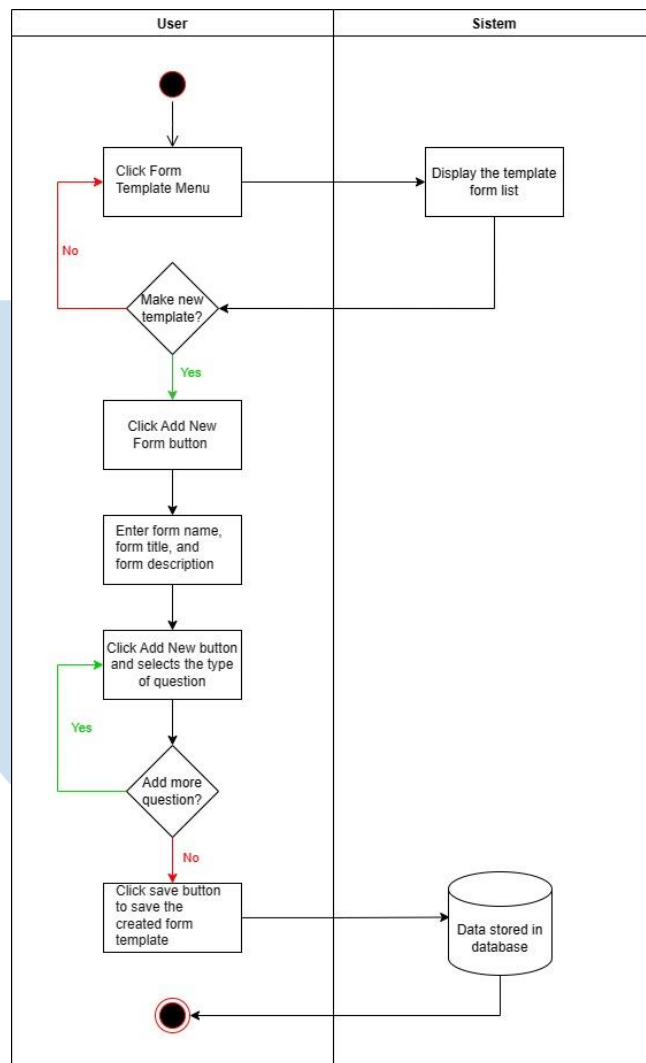 User
Sistem
Click Form
Template Menu
Display the template
form list
No
Make new
template?
Yes
Click Add New
Form button
Enter form name,
form title, and
form description
Click Add New button
and selects the type
of question
Yes
Add more
question?
No
Click save button
to save the
created form
template
Data stored in
database